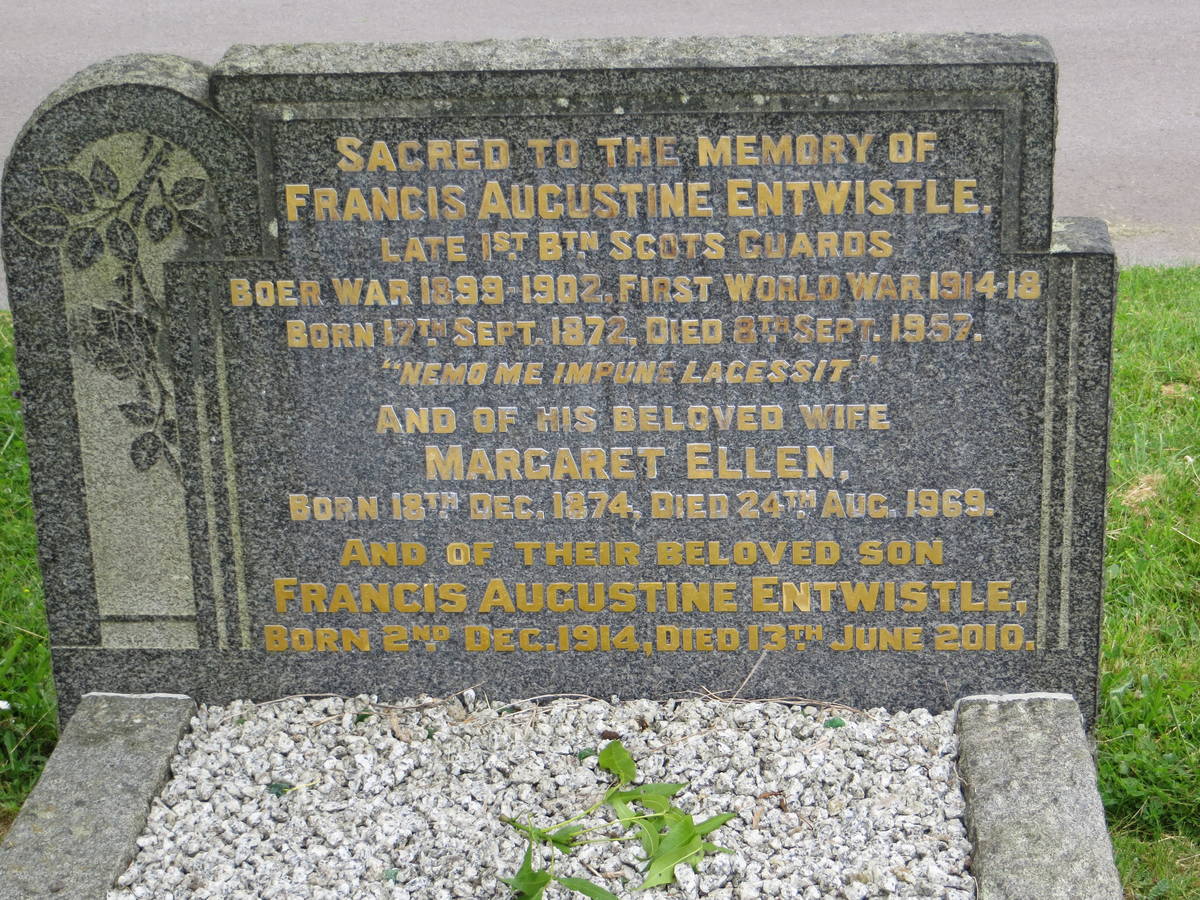 SACRED TO THE MEMORY OF
FRANCIS AUGUSTINE ENTWISTLE.
LATE 1ST. BTN. SCOTS GUARDS
BOER WAR 1899-1902, FIRST WORLD WAR 1914-18
BORN 17TH. SEPT. 1872, DIED 8TH. SEPT. 1957.
"NEMO ME IMPUNE LACESSIT"
AND OF HIS BELOVED WIFE
MARGARET ELLEN,
BORN 18TH. DEC. 1874, DIED 24TH. AUG. 1969.
AND OF THEIR BELOVED SON
FRANCIS AUGUSTINE ENTWISTLE,
BORN 2ND. DEC. 1914, DIED 13TH. JUNE 2010.